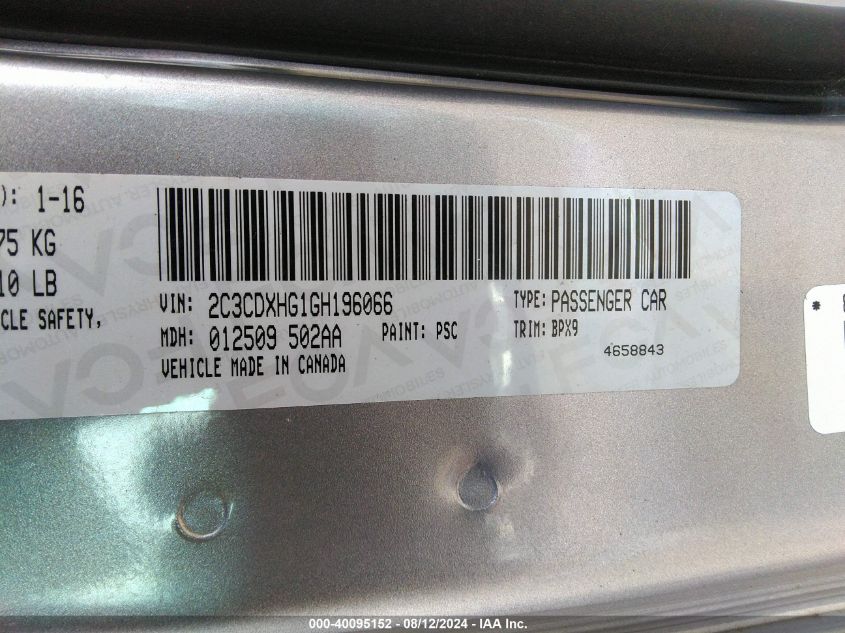 ): 1-16
75 KG
10 LB
CLE SAFETY,
VIN: 2C3CDXHG1GH196066
TYPE: PASSENGER CAR
MDH: 012509 502AA
PAINT: PSC
TRIM: BPX9
VEHICLE MADE IN CANADA
4658843
*
000-40095152 - 08/12/2024 - IAA Inc.